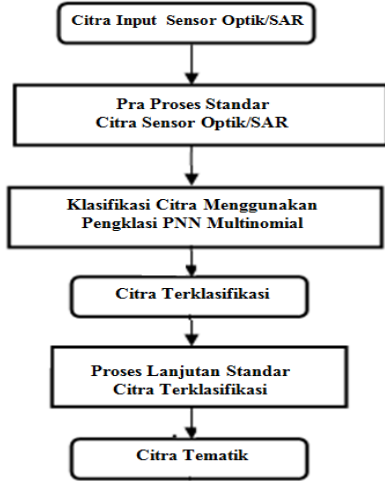 Citra Input Sensor Optik/SAR
Pra Proses Standar
Citra Sensor Optik/SAR
Klasifikasi Citra Menggunakan
Pengklasi PNN Multinomial
Citra Terklasifikasi
Proses Lanjutan Standar
Citra Terklasifikasi
Citra Tematik